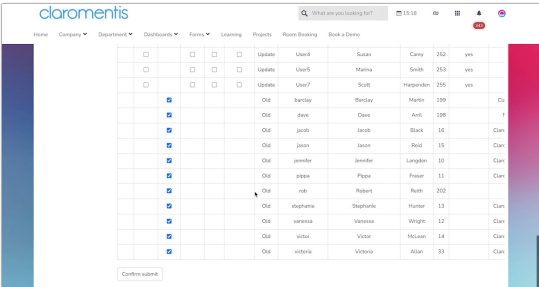 claromentis
What are you looking for?
15:18
Home Company Department Dashboards Forms Learning Projects Room Booking Book a Demo
Update User4 Susan Carey 252 yes
Update User5 Marina Smith 253 yes
Update User7 Scott Harpenden 255 yes
Old barclay Barclay Martin 199
Old dave Dave 198
Old jacob Jacob Black 16 Clar
Old jason Jason Reid 15 Clar
Old jennifer Jennifer Langdon 10 Clar
Old pippa Pippa Fraser 11 Clar
Old rob Robert Reith 202
Old stephanie Stephanie Hunter 13 Clar
Old vanessa Vanessa Wright 12 Clar
Old victor Victor McLean 14 Clar
Old victoria Victoria Allan 33 Clar
Confirm submit